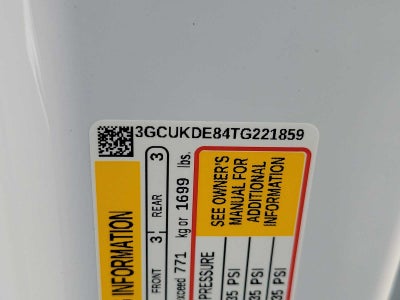 3GCUKDE84TG221859
INFORMATION
FRONT 3; REAR 3
exceed 771 kg or 1699 lbs.
PRESSURE
35 PSI
35 PSI
35 PSI
SEE OWNER'S
MANUAL FOR
ADDITIONAL
INFORMATION